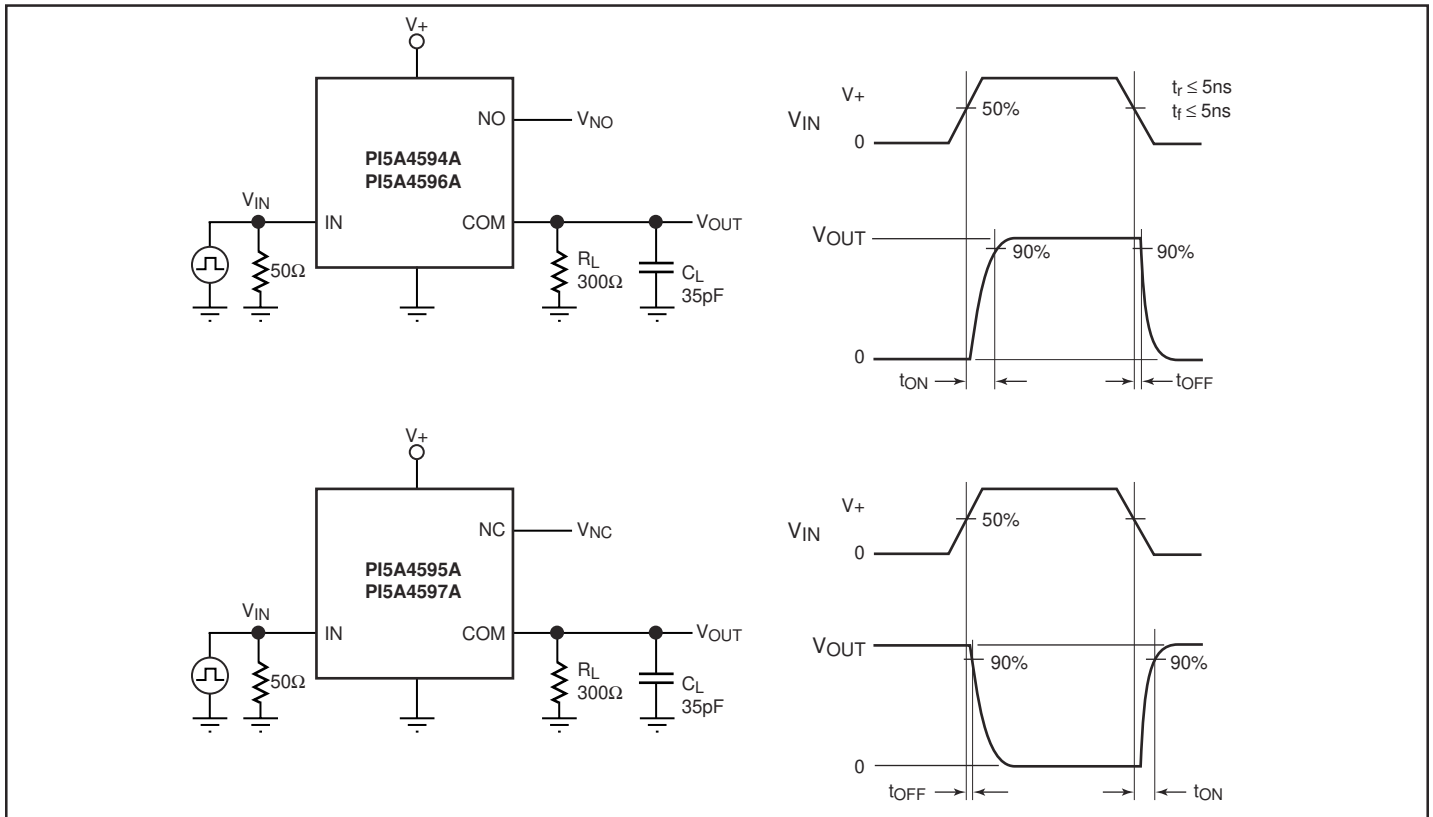 V+
NO
VNO
PI5A4594A
PI5A4596A
VIN
IN
COM
VOUT
50Ω
RL
300Ω
CL
35pF
VIN
V+
0
50%
tr ≤ 5ns
tf ≤ 5ns
VOUT
90%
90%
0
tON
tOFF
V+
NC
VNC
PI5A4595A
PI5A4597A
VIN
IN
COM
VOUT
50Ω
RL
300Ω
CL
35pF
VIN
V+
0
50%
VOUT
90%
90%
0
tOFF
tON